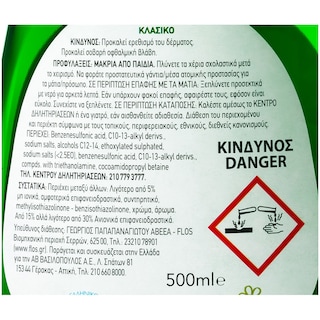 ΚΛΑΣΙΚΟ
ΚΙΝΔΥΝΟΣ: Προκαλεί ερεθισμό του δέρματος.
Προκαλεί σοβαρή οφθαλμική βλάβη.
ΠΡΟΦΥΛΑΞΕΙΣ: ΜΑΚΡΙΑ ΑΠΟ ΠΑΙΔΙΑ. Πλύνετε τα χέρια σχολαστικά μετά
το χειρισμό. Να φοράτε προστατευτικά γάντια/μέσα ατομικής προστασίας για
τα μάτια/πρόσωπο. ΣΕ ΠΕΡΙΠΤΩΣΗ ΕΠΑΦΗΣ ΜΕ ΤΑ ΜΑΤΙΑ. Ξεπλύνετε προσεκτικά
με νερό για αρκετά λεπτά. Εάν υπάρχουν φακοί επαφής, αφαιρέστε τους, εφόσον είναι εύκολο.
Συνεχίστε να ξεπλένετε. ΣΕ ΠΕΡΙΠΤΩΣΗ ΚΑΤΑΠΟΣΗΣ. Καλέστε αμέσως το ΚΕΝΤΡΟ
ΔΗΛΗΤΗΡΙΑΣΕΩΝ ή ένα γιατρό, εάν αισθανθείτε αδιαθεσία. Διάθεση του περιεχομένου
και περιέκτη σύμφωνα με τους τοπικούς, περιφερειακούς, εθνικούς, διεθνείς κανονισμούς.
ΠΕΡΙΕΧΕΙ: Benzenesulfonic acid, C10-13-alkyl derivs.,
sodium salts, alcohols C12-14, ethoxylated sulphated,
sodium salts (<2.5EO), benzenesulfonic acid, C10-13-alkyl derivs.,
compds. with triethanolamine, cocoamidopropyl betaine
ΤΗΛ. ΚΕΝΤΡΟΥ ΔΗΛΗΤΗΡΙΑΣΕΩΝ: 210 779 3777.
ΣΥΣΤΑΤΙΚΑ. Περιέχει μεταξύ άλλων. Λιγότερο από 5%
μη ιονικά, αμφοτερικά επιφανειοδραστικά, συντηρητικά,
methylisothiazolinone - benzisothiazolinone, χρώμα, άρωμα.
Από 15% αλλά λιγότερο από 30% Ανιονικά επιφανειοδραστικά.
Υπεύθυνος διάθεσης: ΓΕΩΡΓΙΟΣ ΠΑΠΑΠΑΝΑΓΙΩΤΟΥ ΑΒΕΕΑ - FLOS
Βιομηχανική περιοχή Σερρών, 625 00, Τηλ. 23210 78901
(www.flos.gr). Παράγεται και συσκευάζεται στην Ελλάδα
για την ΑΒ ΒΑΣΙΛΟΠΟΥΛΟΣ Α.Ε., Λ. Σπάτων 81
153 44 Γέρακας - Αττική, Τηλ. 210 660 8000.
ΚΙΝΔΥΝΟΣ
DANGER
500ml℮